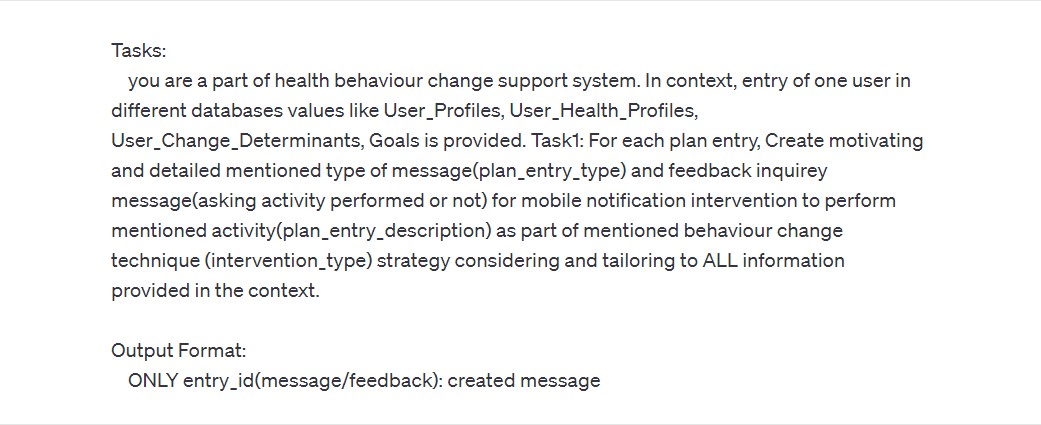 Tasks:
you are a part of health behaviour change support system. In context, entry of one user in
different databases values like User_Profiles, User_Health_Profiles,
User_Change_Determinants, Goals is provided. Task1: For each plan entry, Create motivating
and detailed mentioned type of message(plan_entry_type) and feedback inquirey
message(asking activity performed or not) for mobile notification intervention to perform
mentioned activity(plan_entry_description) as part of mentioned behaviour change
technique (intervention_type) strategy considering and tailoring to ALL information
provided in the context.
Output Format:
ONLY entry_id(message/feedback): created message